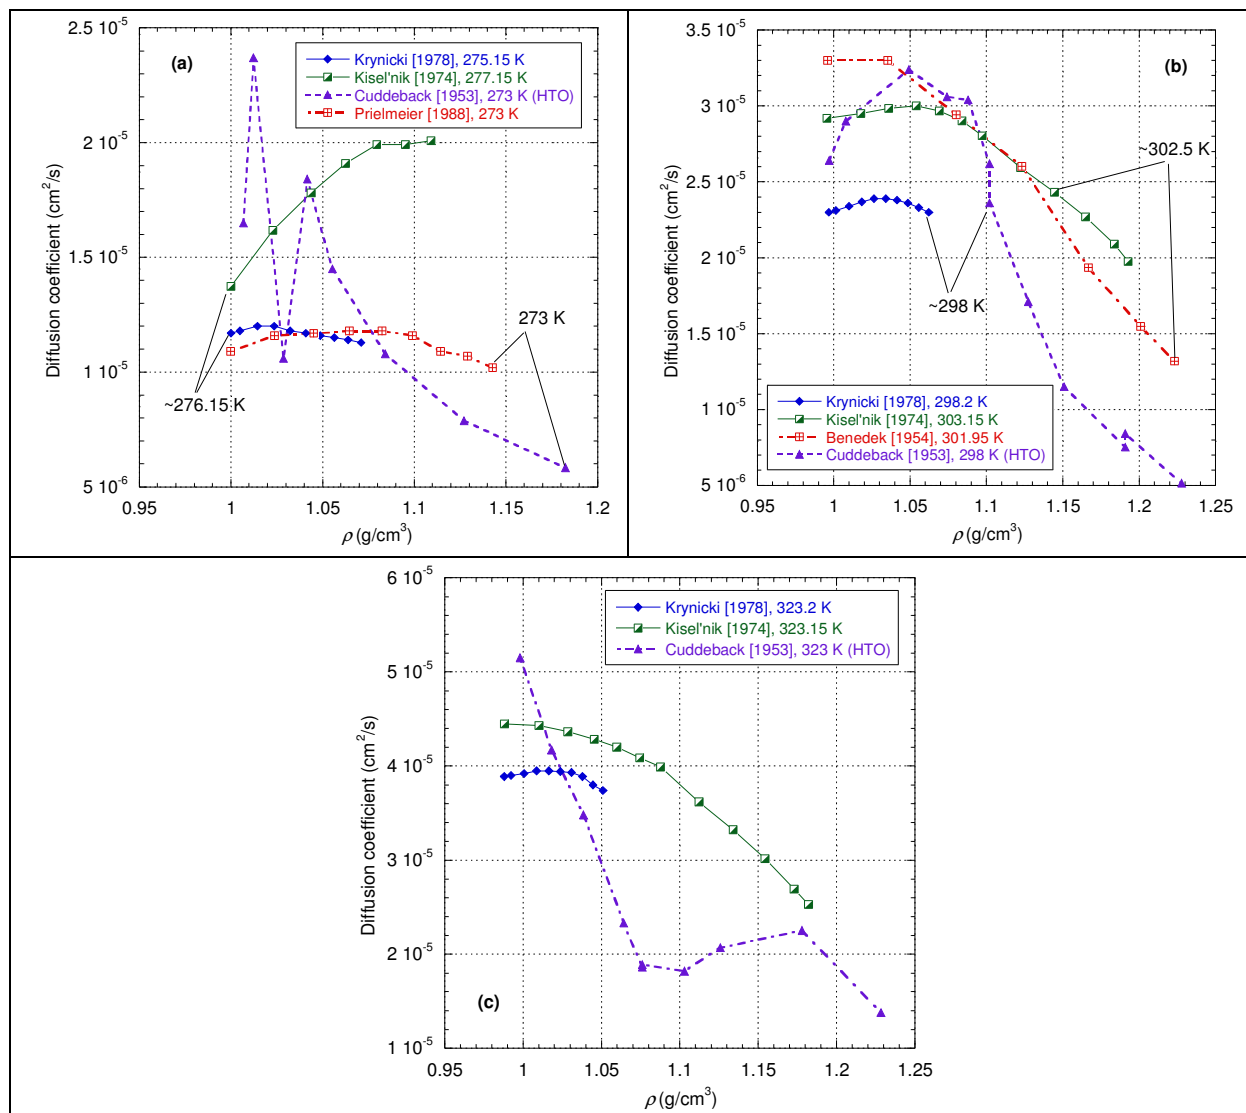 (a)
Krynicki [1978], 275.15 K
Kisel'nik [1974], 277.15 K
Cuddeback [1953], 273 K (HTO)
Prielmeier [1988], 273 K
2.5 10⁻⁵
2 10⁻⁵
1.5 10⁻⁵
1 10⁻⁵
5 10⁻⁶
Diffusion coefficient (cm²/s)
273 K
~276.15 K
0.95 1 1.05 1.1 1.15 1.2
ρ (g/cm³)
(b)
3.5 10⁻⁵
3 10⁻⁵
2.5 10⁻⁵
2 10⁻⁵
1.5 10⁻⁵
1 10⁻⁵
5 10⁻⁶
Diffusion coefficient (cm²/s)
~302.5 K
~298 K
Krynicki [1978], 298.2 K
Kisel'nik [1974], 303.15 K
Benedek [1954], 301.95 K
Cuddeback [1953], 298 K (HTO)
0.95 1 1.05 1.1 1.15 1.2 1.25
ρ (g/cm³)
6 10⁻⁵
5 10⁻⁵
4 10⁻⁵
3 10⁻⁵
2 10⁻⁵
1 10⁻⁵
Diffusion coefficient (cm²/s)
Krynicki [1978], 323.2 K
Kisel'nik [1974], 323.15 K
Cuddeback [1953], 323 K (HTO)
(c)
0.95 1 1.05 1.1 1.15 1.2 1.25
ρ (g/cm³)